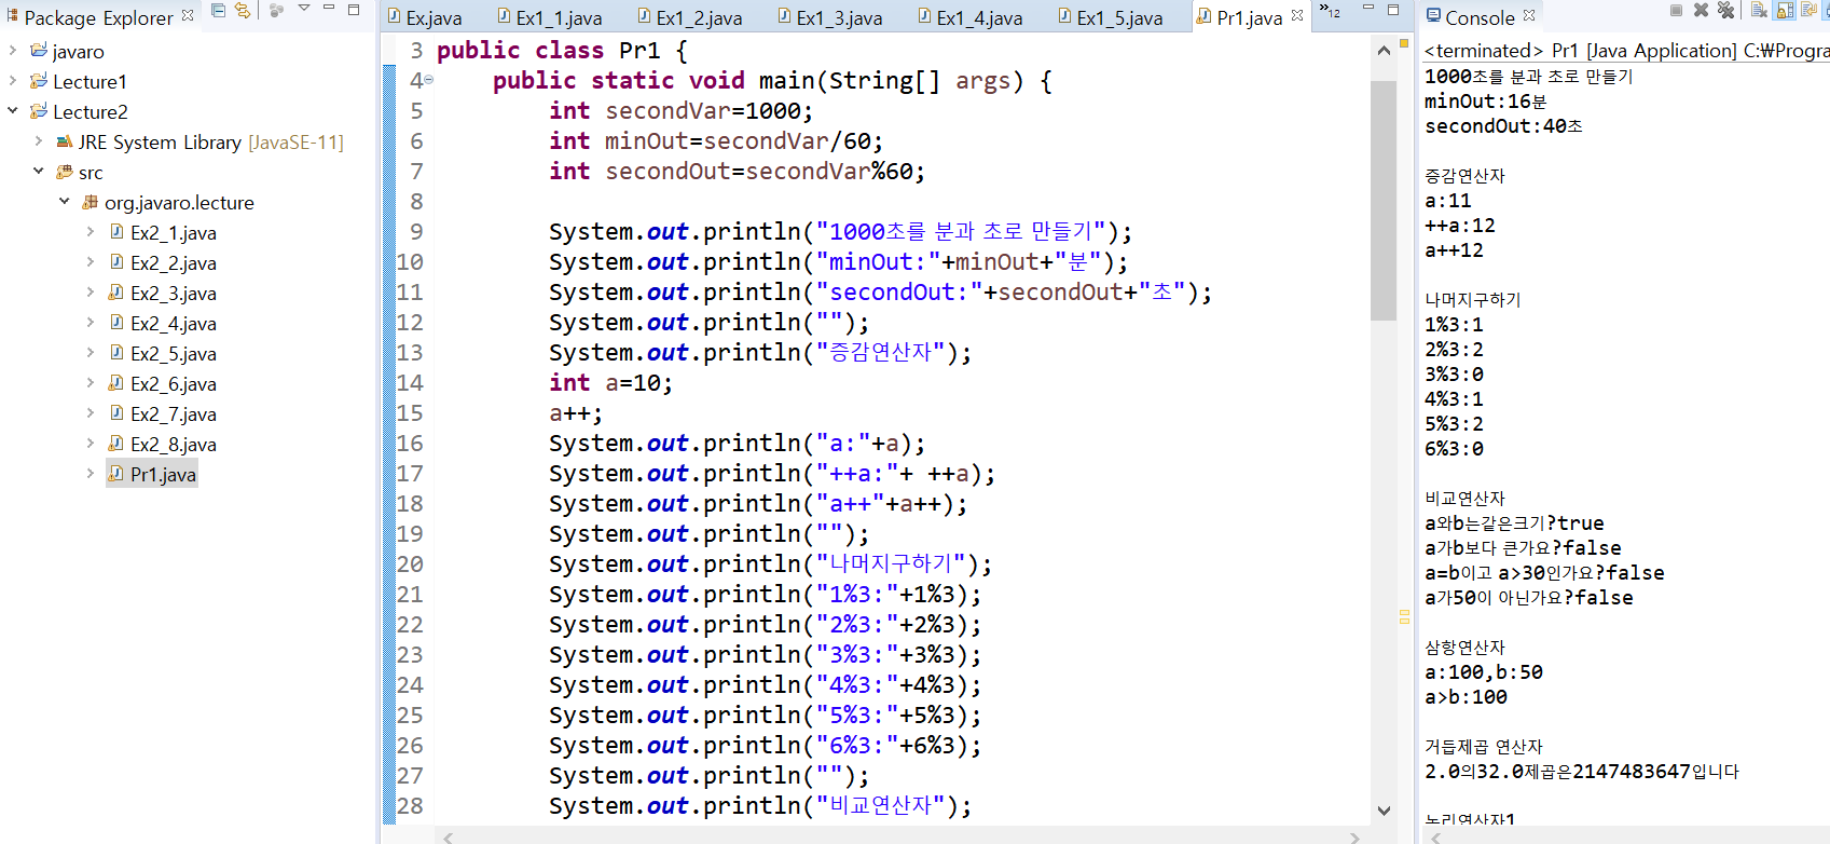 Package Explorer
javaro
Lecture1
Lecture2
JRE System Library [JavaSE-11]
src
org.javaro.lecture
Ex2_1.java
Ex2_2.java
Ex2_3.java
Ex2_4.java
Ex2_5.java
Ex2_6.java
Ex2_7.java
Ex2_8.java
Pr1.java
Ex.java Ex1_1.java Ex1_2.java Ex1_3.java Ex1_4.java Ex1_5.java Pr1.java »12
3 public class Pr1 {
4 public static void main(String[] args) {
5 int secondVar=1000;
6 int minOut=secondVar/60;
7 int secondOut=secondVar%60;
8
9 System.out.println("1000초를 분과 초로 만들기");
10 System.out.println("minOut:"+minOut+"분");
11 System.out.println("secondOut:"+secondOut+"초");
12 System.out.println("");
13 System.out.println("증감연산자");
14 int a=10;
15 a++;
16 System.out.println("a:"+a);
17 System.out.println("++a:"+ ++a);
18 System.out.println("a++"+a++);
19 System.out.println("");
20 System.out.println("나머지구하기");
21 System.out.println("1%3:"+1%3);
22 System.out.println("2%3:"+2%3);
23 System.out.println("3%3:"+3%3);
24 System.out.println("4%3:"+4%3);
25 System.out.println("5%3:"+5%3);
26 System.out.println("6%3:"+6%3);
27 System.out.println("");
28 System.out.println("비교연산자");
Console
<terminated> Pr1 [Java Application] C:₩Progra
1000초를 분과 초로 만들기
minOut:16분
secondOut:40초
증감연산자
a:11
++a:12
a++12
나머지구하기
1%3:1
2%3:2
3%3:0
4%3:1
5%3:2
6%3:0
비교연산자
a와b는같은크기?true
a가b보다 큰가요?false
a=b이고 a>30인가요?false
a가50이 아닌가요?false
삼항연산자
a:100,b:50
a>b:100
거듭제곱 연산자
2.0의32.0제곱은2147483647입니다
논리연산자1